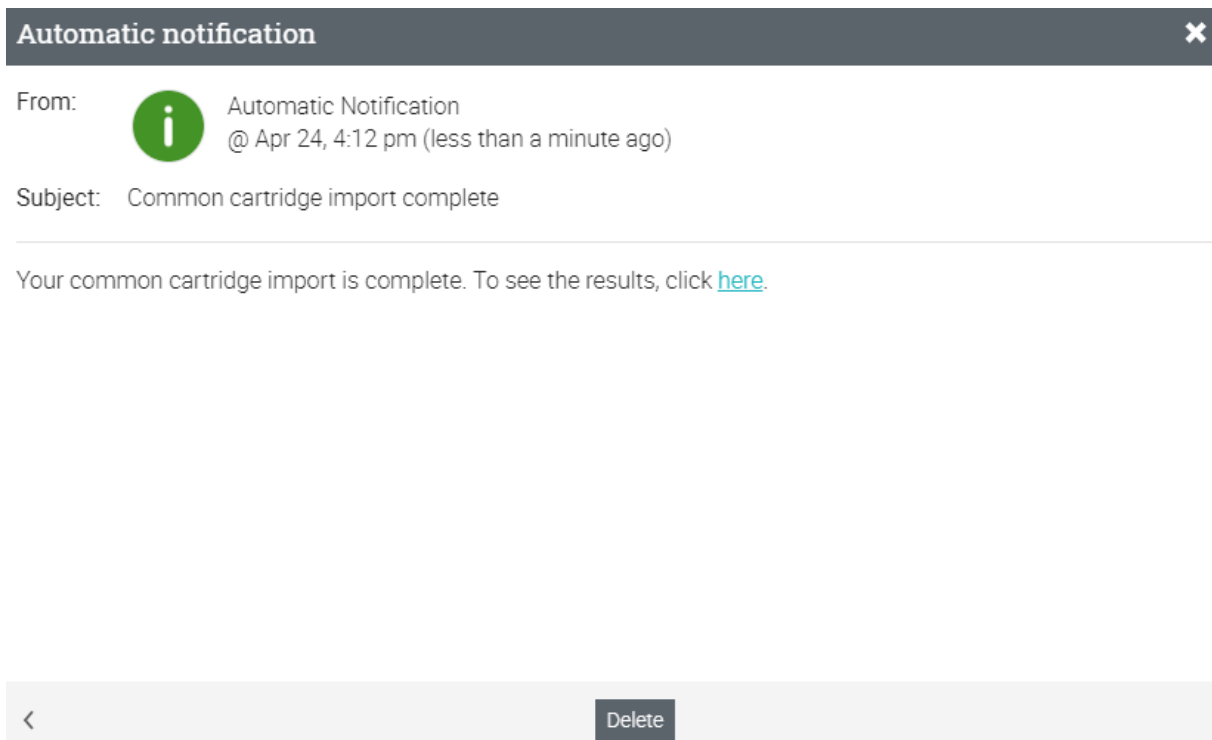 Automatic notification
From:
Automatic Notification
@ Apr 24, 4:12 pm (less than a minute ago)
Subject: Common cartridge import complete
Your common cartridge import is complete. To see the results, click here.
Delete